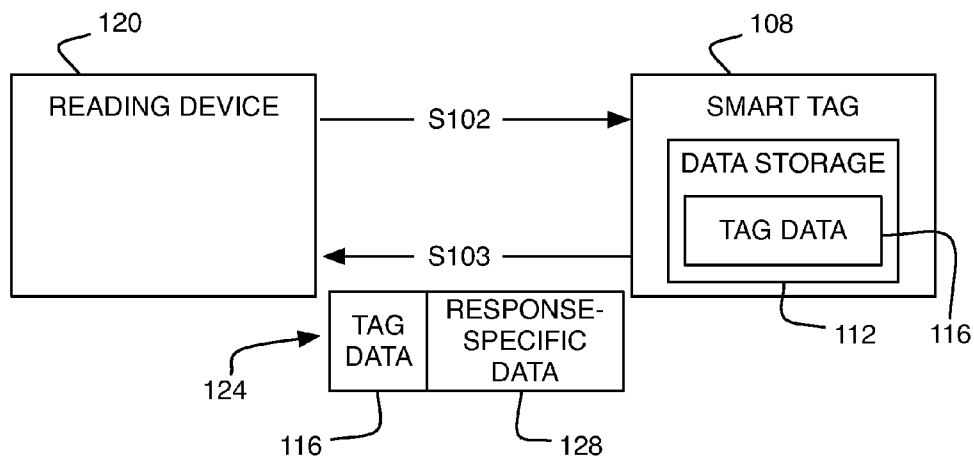 120
108
READING DEVICE
S102
SMART TAG
DATA STORAGE
TAG DATA
S103
116
112
TAG
DATA
RESPONSE-
SPECIFIC
DATA
124
116
128